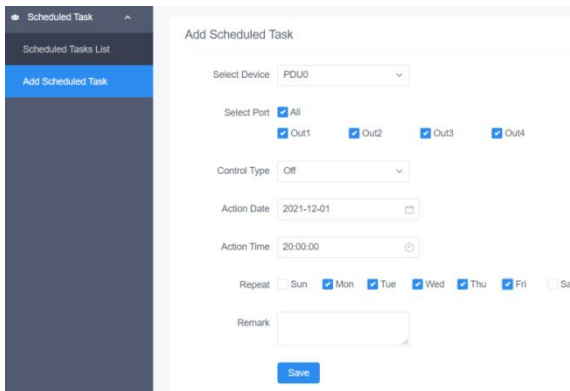 Scheduled Task
Scheduled Tasks List
Add Scheduled Task
Add Scheduled Task
Select Device PDU0
Select Port All
Out1 Out2 Out3 Out4
Control Type Off
Action Date 2021-12-01
Action Time 20:00:00
Repeat Sun Mon Tue Wed Thu Fri Sa
Remark
Save